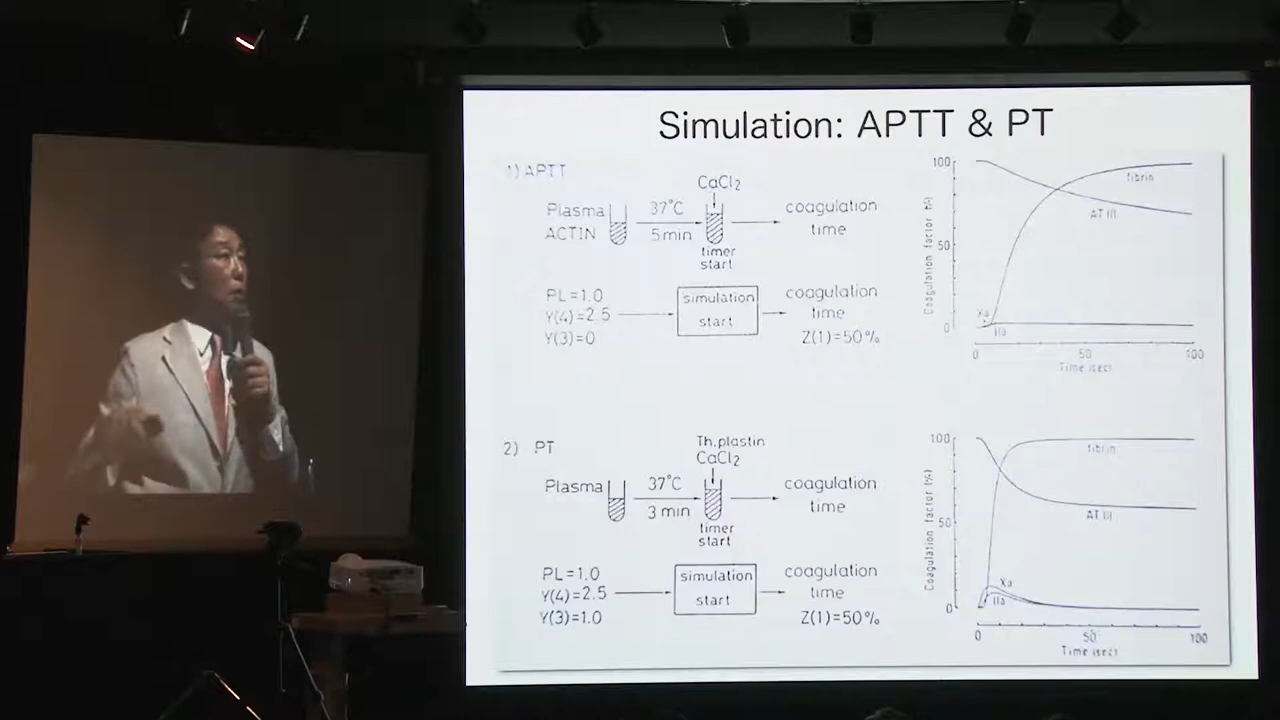 Simulation: APTT & PT
1) APTT
CaCl2
Plasma
ACTIN
37°C
5min
coagulation
time
timer
start
PL=1.0
Y(4)=2.5
Y(3)=0
simulation
start
coagulation
time
Z(1)=50%
Coagulation factor (%)
100
50
0
fibrin
AT III
Xa
IIa
0
50
100
Time (sec)
2) PT
Th.plastin
CaCl2
Plasma
37°C
3 min
coagulation
time
timer
start
PL=1.0
Y(4)=2.5
Y(3)=1.0
simulation
start
coagulation
time
Z(1)=50%
Coagulation factor (%)
100
50
0
fibrin
AT III
Xa
IIa
0
50
100
Time (sec)